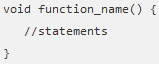 void function_name() {
    //statements
}